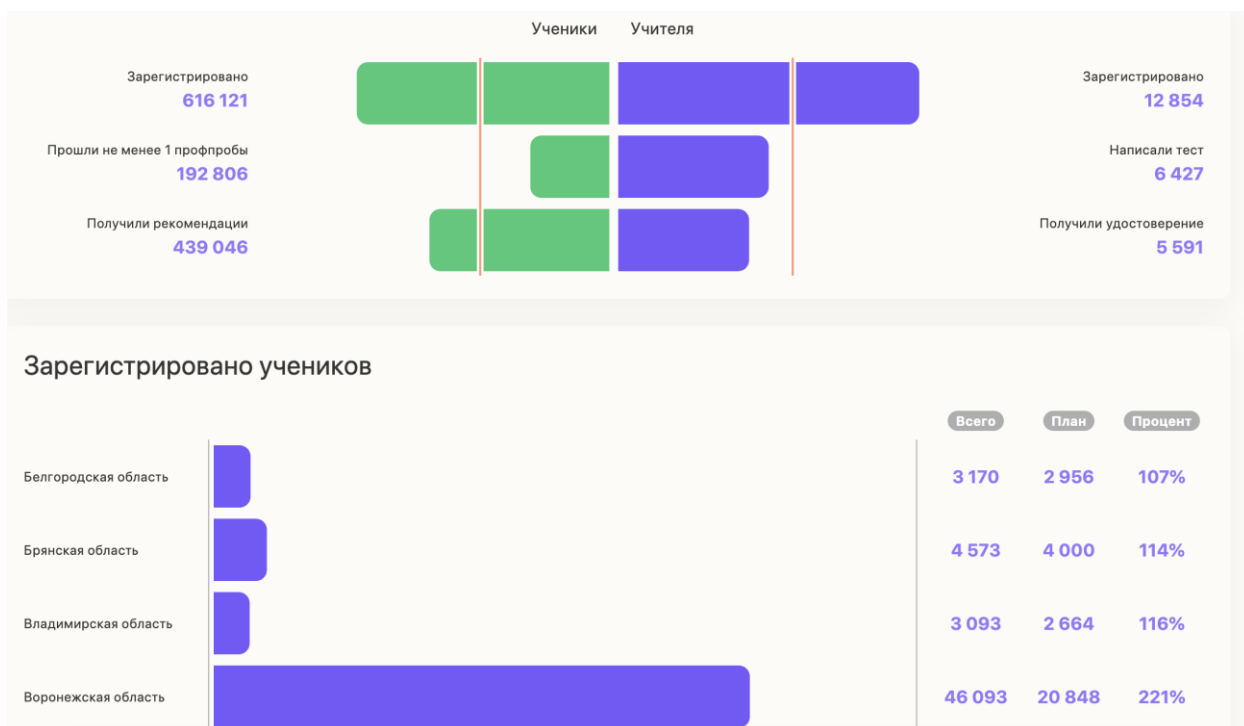 Ученики Учителя
Зарегистрировано Зарегистрировано
616 121 12 854
Прошли не менее 1 профпробы Написали тест
192 806 6 427
Получили рекомендации Получили удостоверение
439 046 5 591
Зарегистрировано учеников
Всего План Процент
Белгородская область 3 170 2 956 107%
Брянская область 4 573 4 000 114%
Владимирская область 3 093 2 664 116%
Воронежская область 46 093 20 848 221%